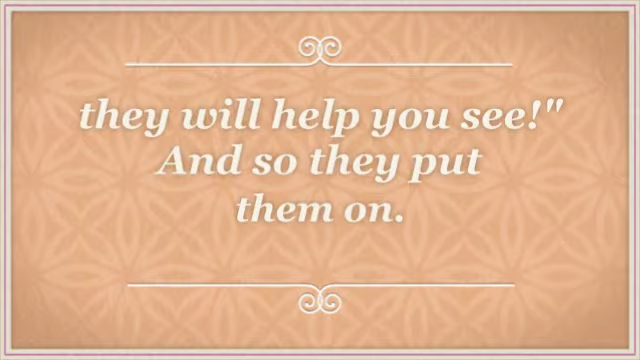 they will help you see!"
And so they put
them on.